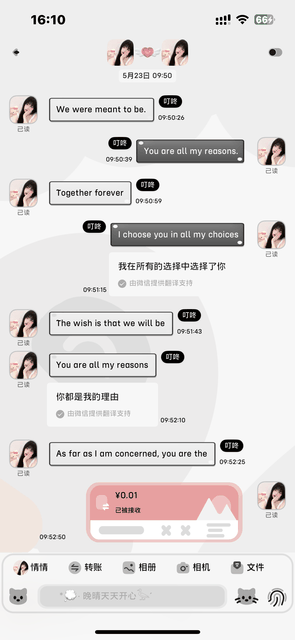 16:10
66
5月23日 09:50
We were meant to be.
叮咚
已读
09:50:26
叮咚
You are all my reasons.
09:50:39
已读
Together forever
叮咚
已读
09:50:59
叮咚
I choose you in all my choices
已读
我在所有的选择中选择了你
由微信提供翻译支持
09:51:15
The wish is that we will be
叮咚
已读
09:51:43
You are all my reasons
叮咚
已读
你都是我的理由
由微信提供翻译支持
09:52:10
As far as I am concerned, you are the
叮咚
已读
09:52:25
¥0.01
已被接收
已读
09:52:50
情情
转账
相册
相机
文件
晚晴天天开心